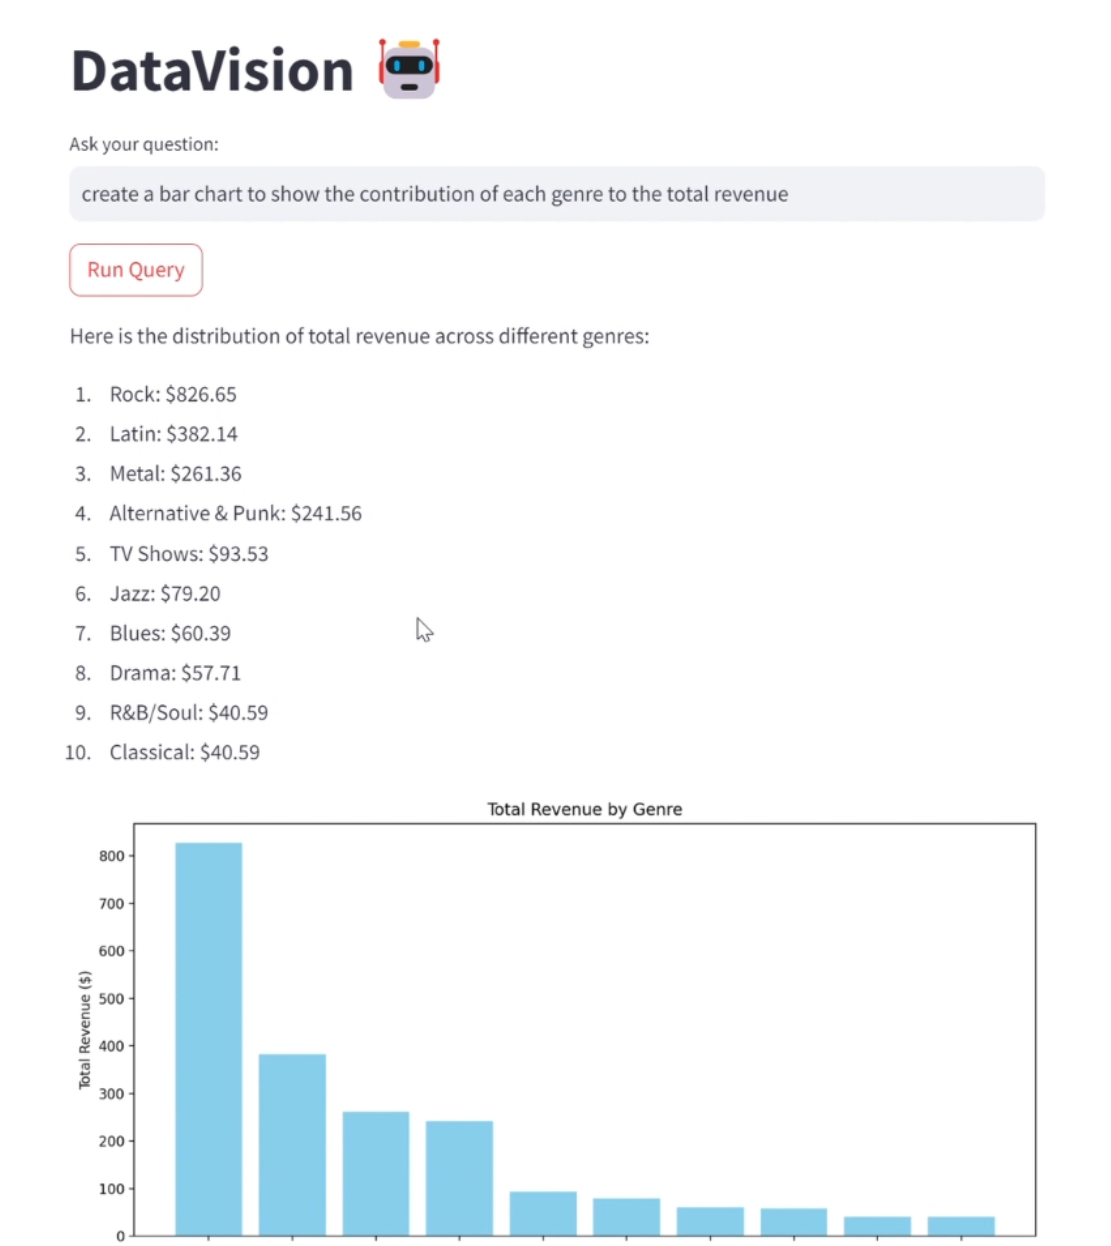 DataVision
Ask your question:
create a bar chart to show the contribution of each genre to the total revenue
Run Query
Here is the distribution of total revenue across different genres:
1. Rock: $826.65
2. Latin: $382.14
3. Metal: $261.36
4. Alternative & Punk: $241.56
5. TV Shows: $93.53
6. Jazz: $79.20
7. Blues: $60.39
8. Drama: $57.71
9. R&B/Soul: $40.59
10. Classical: $40.59
Total Revenue by Genre
Total Revenue ($)
800
700
600
500
400
300
200
100
0